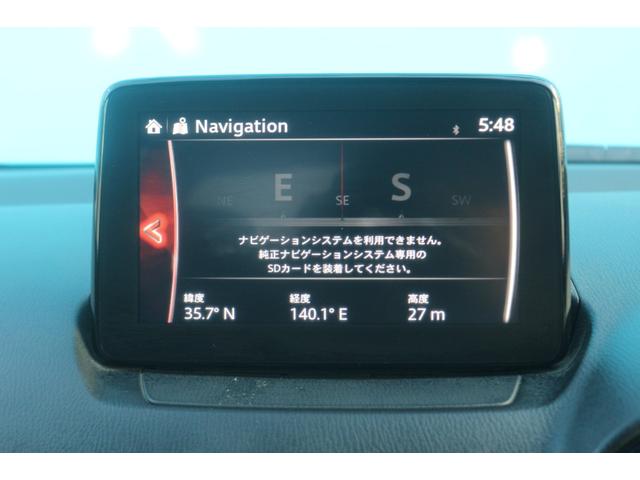 Navigation 5:48
E S
NE SE SW
ナビゲーションシステムを利用できません。
純正ナビゲーションシステム専用の
SDカードを装着してください。
緯度 経度 高度
35.7° N 140.1° E 27 m